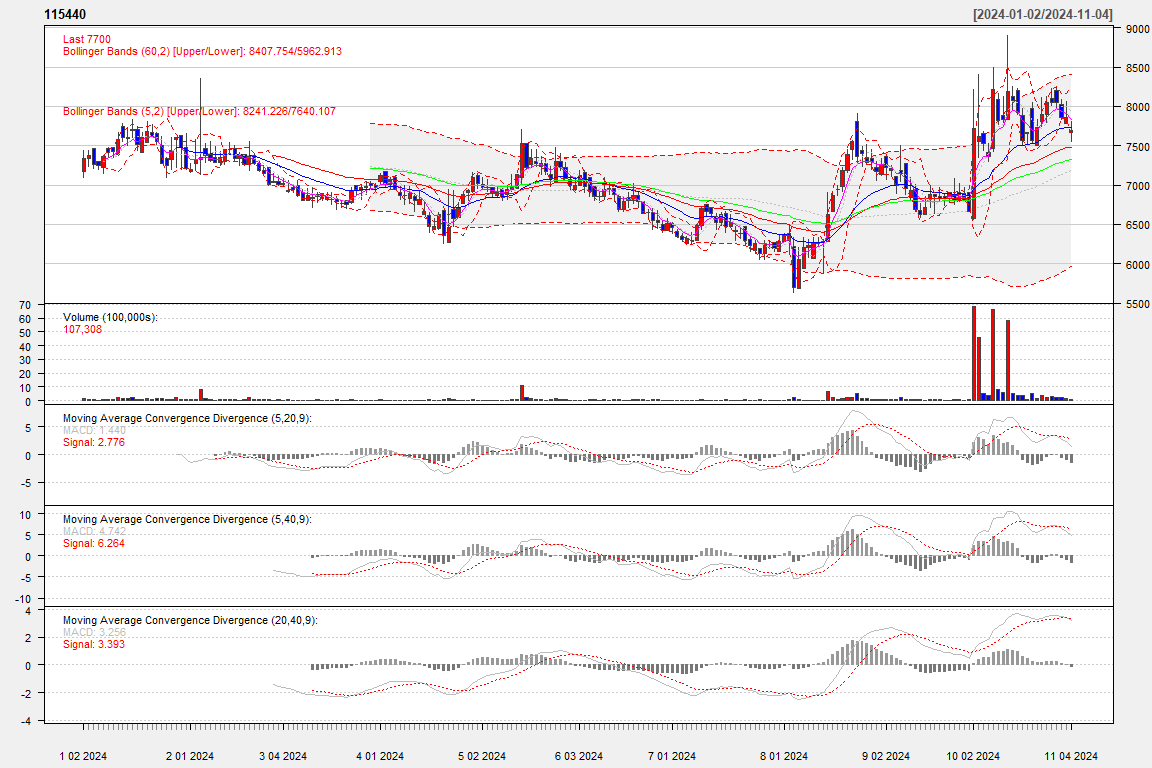 115440 [2024-01-02/2024-11-04]
Last 7700
Bollinger Bands (60,2) [Upper/Lower]: 8407.754/5962.913
Bollinger Bands (5,2) [Upper/Lower]: 8241.226/7640.107
9000
8500
8000
7500
7000
6500
6000
5500
Volume (100,000s):
107,308
70
60
50
40
30
20
10
0
Moving Average Convergence Divergence (5,20,9):
MACD: 1.440
Signal: 2.776
5
0
-5
Moving Average Convergence Divergence (5,40,9):
MACD: 4.742
Signal: 6.264
10
5
0
-5
-10
Moving Average Convergence Divergence (20,40,9):
MACD: 3.256
Signal: 3.393
4
2
0
-2
-4
1 02 2024 2 01 2024 3 04 2024 4 01 2024 5 02 2024 6 03 2024 7 01 2024 8 01 2024 9 02 2024 10 02 2024 11 04 2024